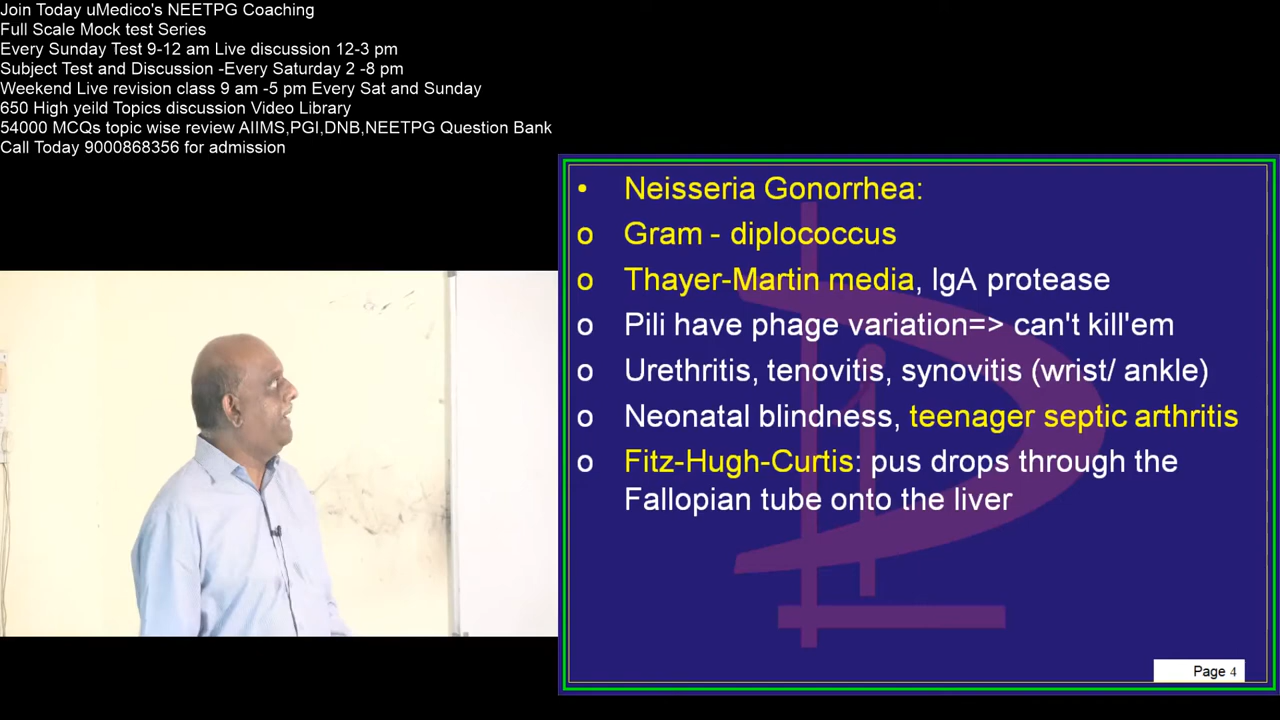 Join Today uMedico's NEETPG Coaching
Full Scale Mock test Series
Every Sunday Test 9-12 am Live discussion 12-3 pm
Subject Test and Discussion -Every Saturday 2 -8 pm
Weekend Live revision class 9 am -5 pm Every Sat and Sunday
650 High yeild Topics discussion Video Library
54000 MCQs topic wise review AIIMS,PGI,DNB,NEETPG Question Bank
Call Today 9000868356 for admission
• Neisseria Gonorrhea:
o Gram - diplococcus
o Thayer-Martin media, IgA protease
o Pili have phage variation=> can't kill'em
o Urethritis, tenovitis, synovitis (wrist/ ankle)
o Neonatal blindness, teenager septic arthritis
o Fitz-Hugh-Curtis: pus drops through the
Fallopian tube onto the liver
Page 4